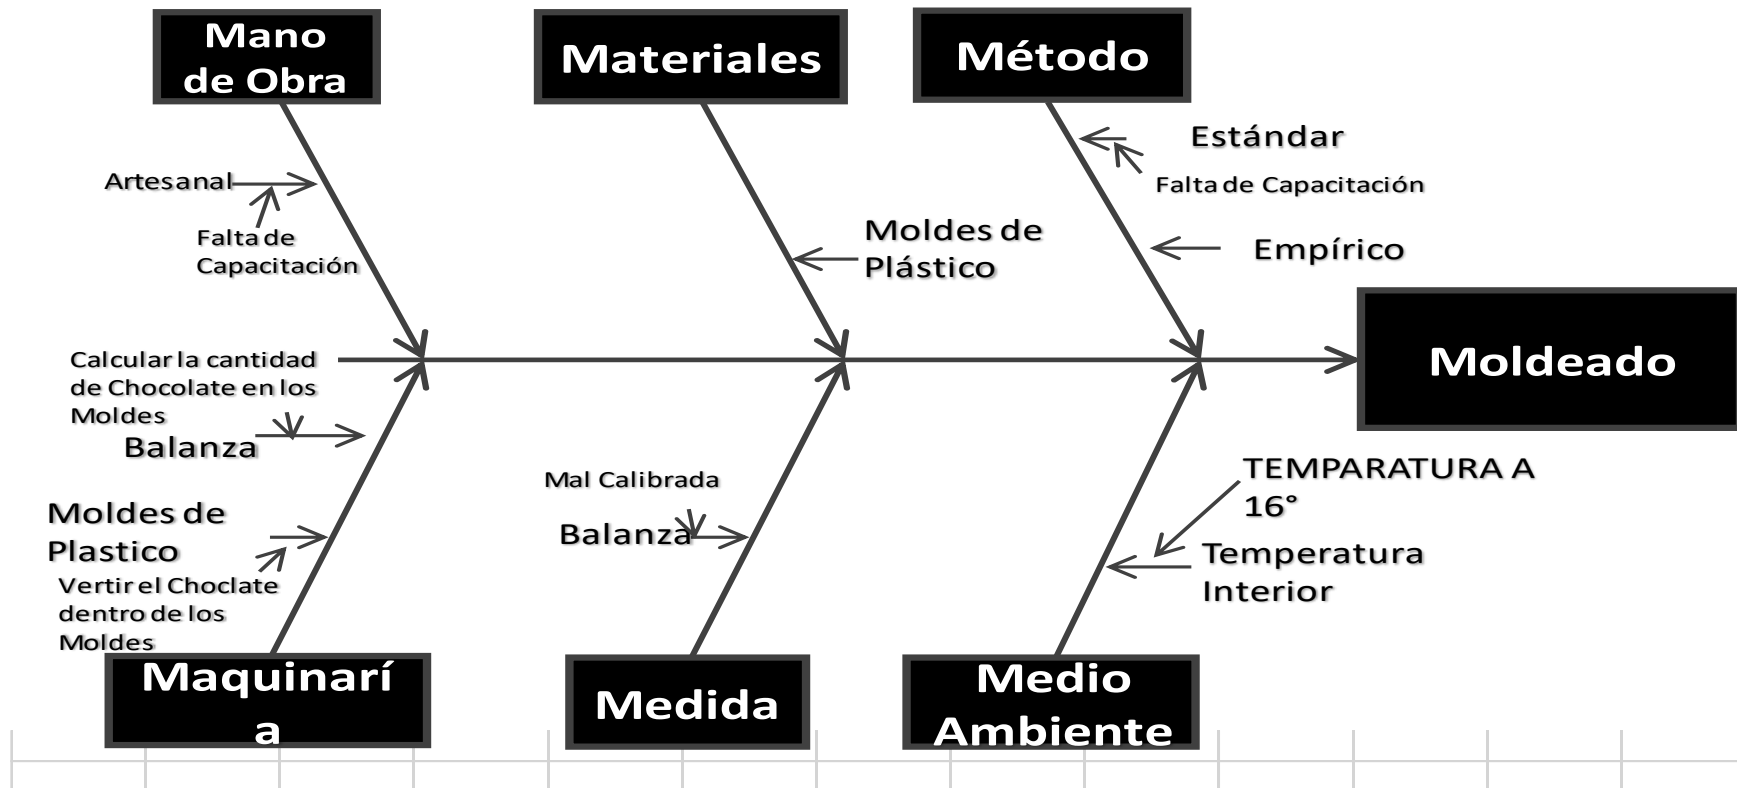 Mano
de Obra
Materiales
Método
Estándar
Artesanal
Falta de Capacitación
Falta de
Capacitación
Moldes de
Plástico
Empírico
Calcular la cantidad
de Chocolate en los
Moldes
Balanza
Moldeado
Mal Calibrada
Balanza
TEMPARATURA A
16°
Moldes de
Plastico
Temperatura
Interior
Vertir el Choclate
dentro de los
Moldes
Maquinarí
a
Medida
Medio
Ambiente